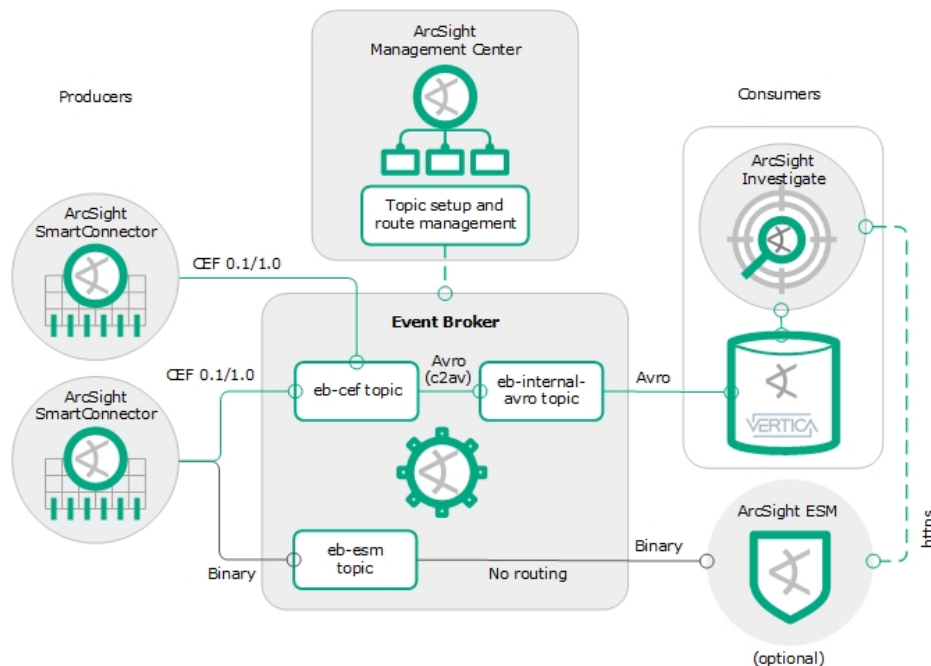 ArcSight
Management Center
Producers
Consumers
ArcSight
Investigate
Topic setup and
route management
ArcSight
SmartConnector
CEF 0.1/1.0
Event Broker
CEF 0.1/1.0
eb-cef topic
Avro
(c2av)
eb-internal-
avro topic
Avro
VERTICA
ArcSight
SmartConnector
ArcSight ESM
https
eb-esm
topic
Binary
No routing
Binary
(optional)